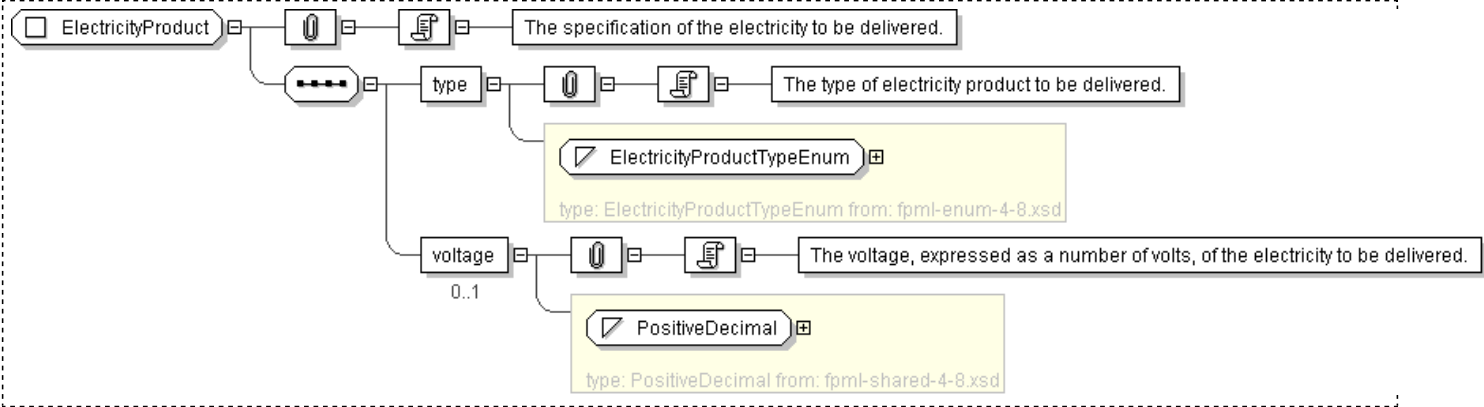 ElectricityProduct
The specification of the electricity to be delivered.
type
The type of electricity product to be delivered.
ElectricityProductTypeEnum
type: ElectricityProductTypeEnum from: fpml-enum-4-8.xsd
voltage
The voltage, expressed as a number of volts, of the electricity to be delivered.
0..1
PositiveDecimal
type: PositiveDecimal from: fpml-shared-4-8.xsd